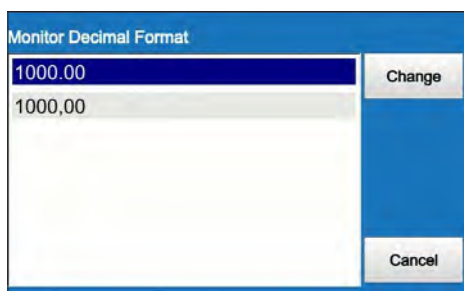 Monitor Decimal Format
1000.00
Change
1000,00
Cancel